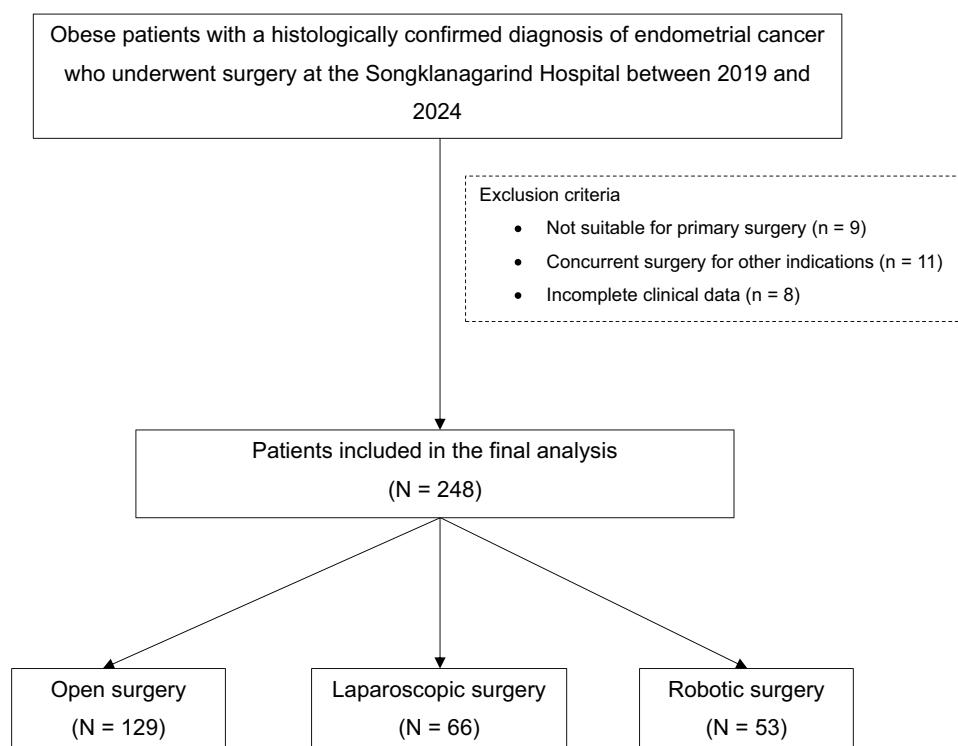 Obese patients with a histologically confirmed diagnosis of endometrial cancer
who underwent surgery at the Songklanagarind Hospital between 2019 and
2024
Exclusion criteria
• Not suitable for primary surgery (n = 9)
• Concurrent surgery for other indications (n = 11)
• Incomplete clinical data (n = 8)
Patients included in the final analysis
(N = 248)
Open surgery
(N = 129)
Laparoscopic surgery
(N = 66)
Robotic surgery
(N = 53)